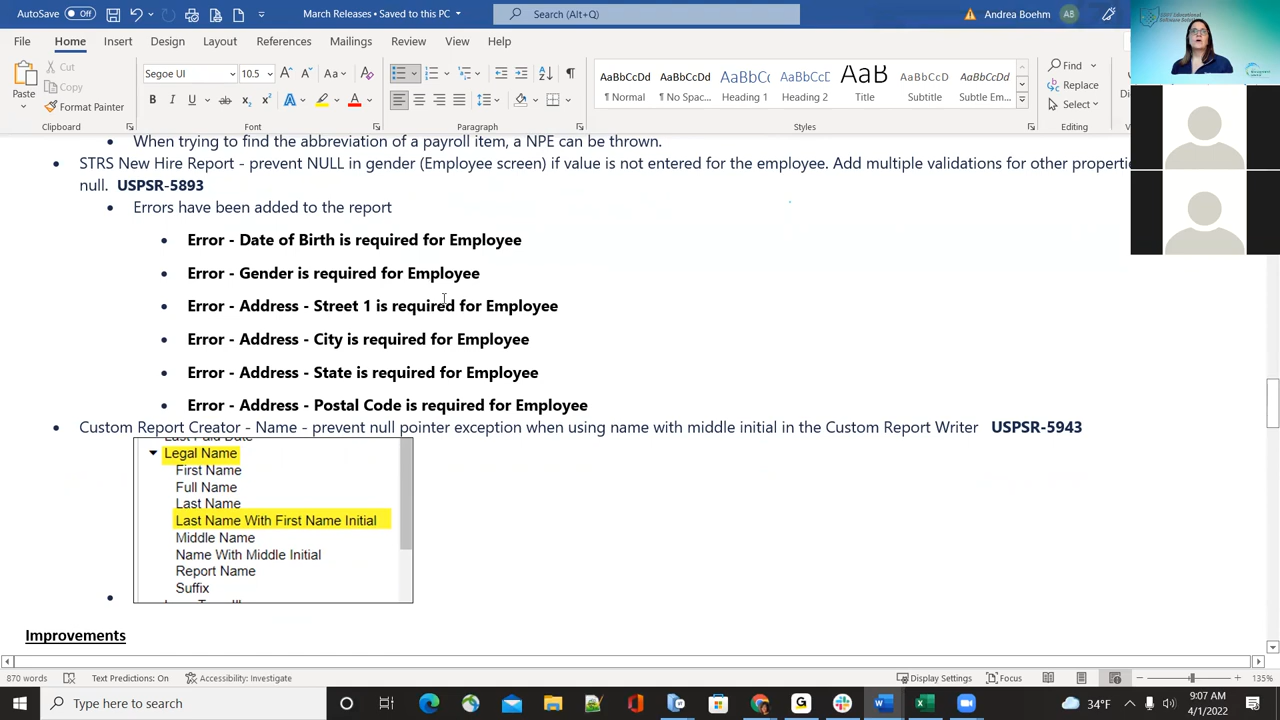 AutoSave Off March Releases • Saved to this PC Search (Alt+Q) Andrea Boehm AB
File Home Insert Draw Design Layout References Mailings Review View Help
Paste Cut Copy Format Painter Clipboard
Segoe UI 10.5 Font
Paragraph
AaBbCcDd ¶ Normal AaBbCcDd ¶ No Spac... AaBbCc Heading 1 AaBbCcD Heading 2 AaB Title AaBbCcD Subtitle AaBbCcDd Subtle Em... Styles
Find Replace Select Editing
• When trying to find the abbreviation of a payroll item, a NPE can be thrown.
• STRS New Hire Report - prevent NULL in gender (Employee screen) if value is not entered for the employee. Add multiple validations for other properti
null. USPSR-5893
• Errors have been added to the report
• Error - Date of Birth is required for Employee
• Error - Gender is required for Employee
• Error - Address - Street 1 is required for Employee
• Error - Address - City is required for Employee
• Error - Address - State is required for Employee
• Error - Address - Postal Code is required for Employee
• Custom Report Creator - Name - prevent null pointer exception when using name with middle initial in the Custom Report Writer USPSR-5943
Last Paid Date
Legal Name
First Name
Full Name
Last Name
Last Name With First Name Initial
Middle Name
Name With Middle Initial
Report Name
Suffix
Improvements
870 words Text Predictions: On Accessibility: Investigate Display Settings Focus 135%
Type here to search 34°F 9:07 AM
4/1/2022